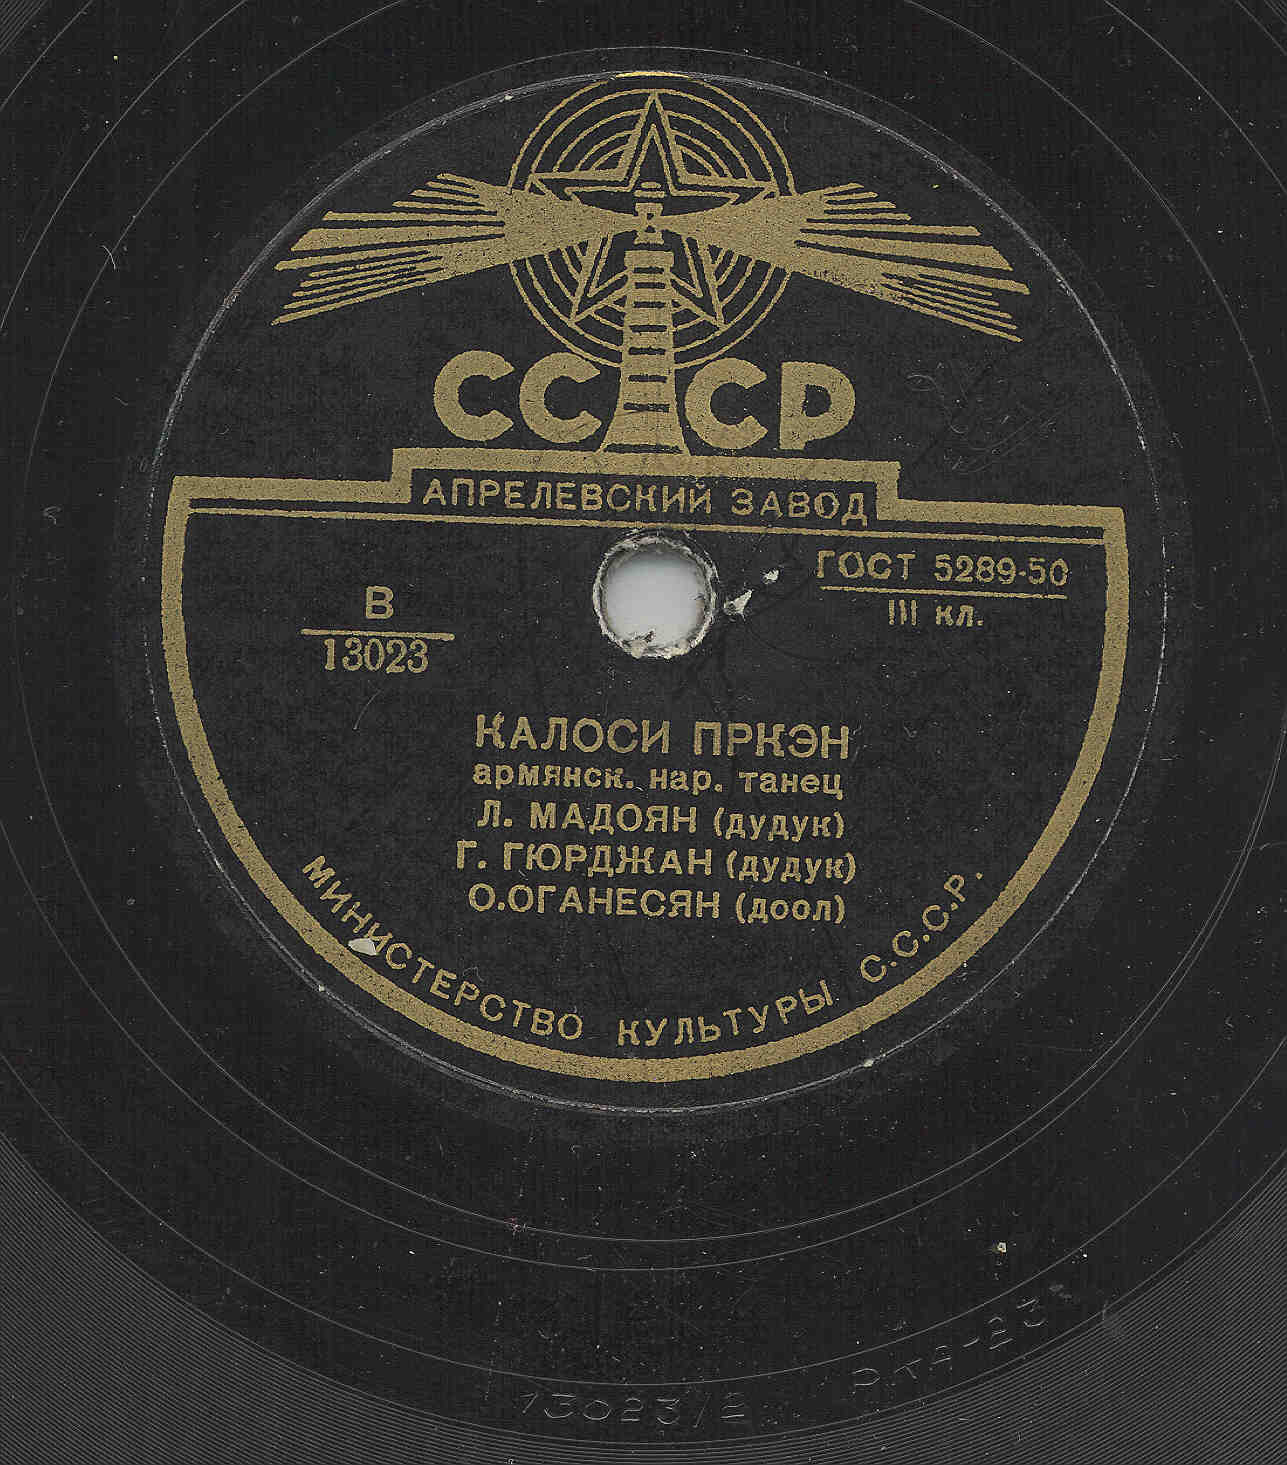 СССР
АПРЕЛЕВСКИЙ ЗАВОД
ГОСТ 5289-50
III кл.
В
13023
КАЛОСИ ПРКЭН
армянск. нар. танец
Л. МАДОЯН (дудук)
Г. ГЮРДЖАН (дудук)
О.ОГАНЕСЯН (доол)
МИНИСТЕРСТВО КУЛЬТУРЫ С.С.С.Р.
13023/2